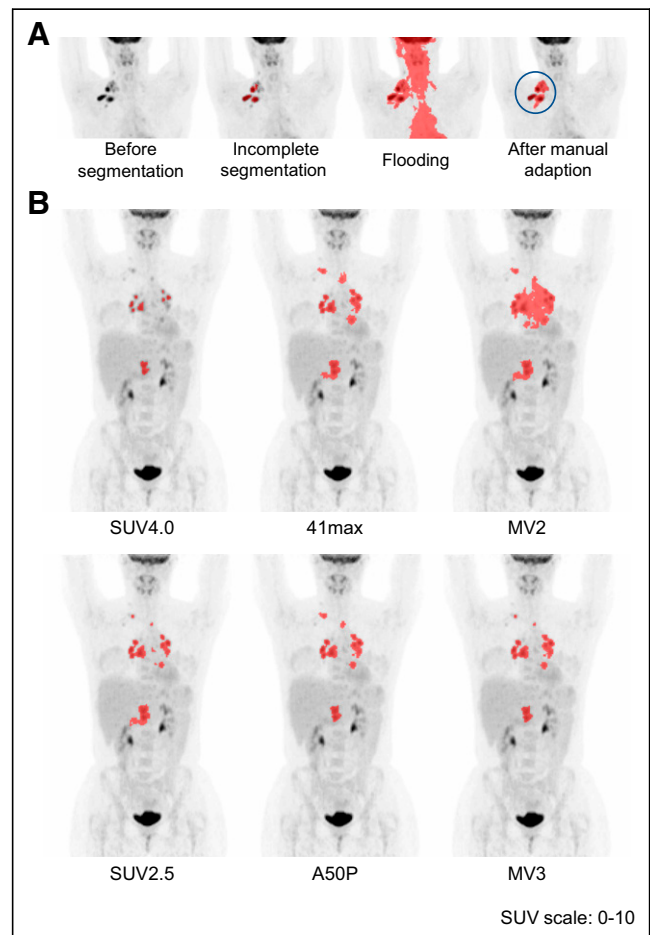 A
Before
segmentation
Incomplete
segmentation
Flooding
After manual
adaption
B
SUV4.0
41max
MV2
SUV2.5
A50P
MV3
SUV scale: 0-10